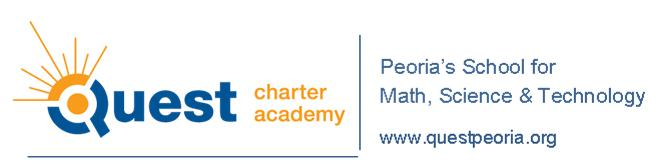 Quest charter academy
Peoria's School for
Math, Science & Technology
www.questpeoria.org